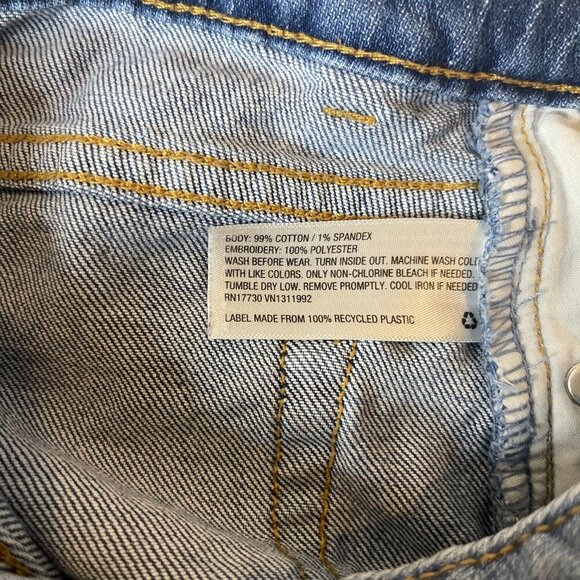 BODY: 99% COTTON / 1% SPANDEX
EMBROIDERY: 100% POLYESTER
WASH BEFORE WEAR. TURN INSIDE OUT. MACHINE WASH COLD
WITH LIKE COLORS. ONLY NON-CHLORINE BLEACH IF NEEDED.
TUMBLE DRY LOW. REMOVE PROMPTLY. COOL IRON IF NEEDED
RN17730 VN1311992
LABEL MADE FROM 100% RECYCLED PLASTIC